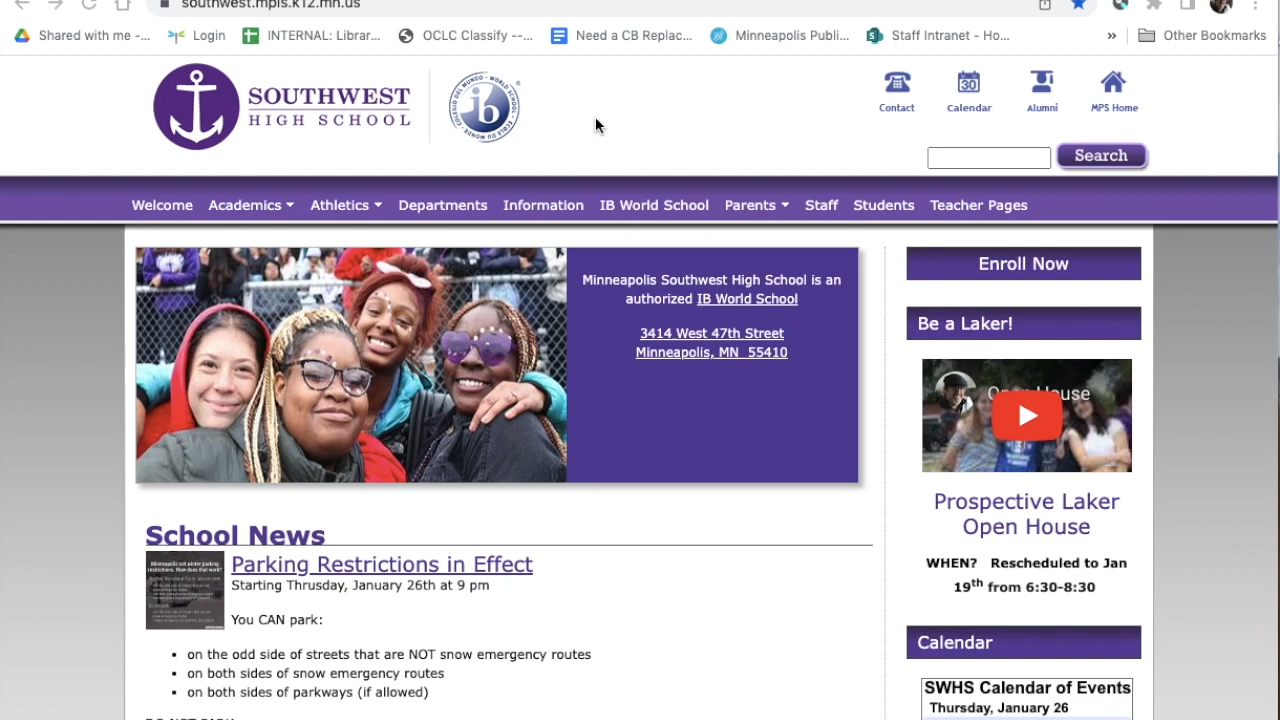 southwest.mpls.k12.mn.us
Shared with me -... Login INTERNAL: Librar... OCLC Classify --... Need a CB Replac... Minneapolis Publi... Staff Intranet - Ho... » Other Bookmarks
SOUTHWEST
HIGH SCHOOL
ib
30
Contact Calendar Alumni MPS Home
Search
Welcome Academics Athletics Departments Information IB World School Parents Staff Students Teacher Pages
Minneapolis Southwest High School is an
authorized IB World School
3414 West 47th Street
Minneapolis, MN 55410
Enroll Now
Be a Laker!
Open House
Prospective Laker
Open House
WHEN? Rescheduled to Jan
19th from 6:30-8:30
School News
Parking Restrictions in Effect
Starting Thrusday, January 26th at 9 pm
You CAN park:
• on the odd side of streets that are NOT snow emergency routes
• on both sides of snow emergency routes
• on both sides of parkways (if allowed)
Calendar
SWHS Calendar of Events
Thursday, January 26